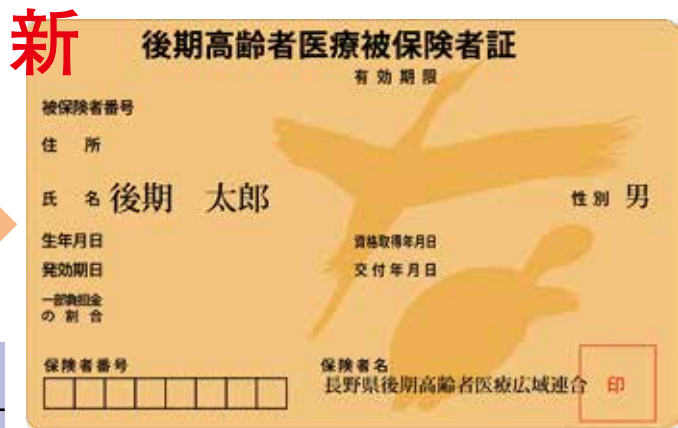 新
後期高齢者医療被保険者証
有効期限
被保険者番号
住所
氏名 後期 太郎 性別 男
生年月日 資格取得年月日
発効期日 交付年月日
一部負担金
の割合
保険者番号 保険者名
長野県後期高齢者医療広域連合 印